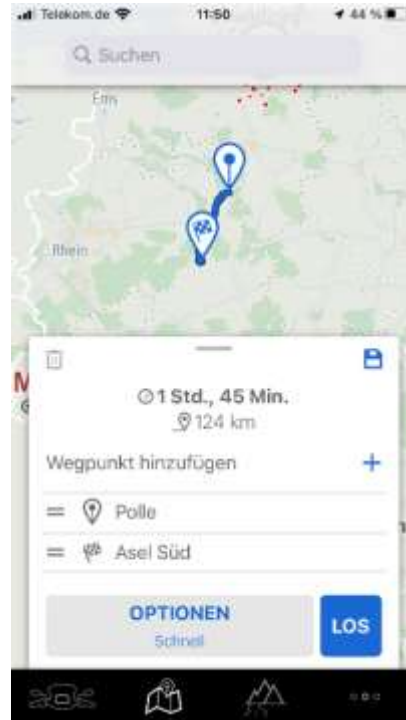 Telekom.de 11:50 44 %
Suchen
Ems
Rhein
M
1 Std., 45 Min.
124 km
Wegpunkt hinzufügen +
Polle
Asel Süd
OPTIONEN
Schnell
LOS